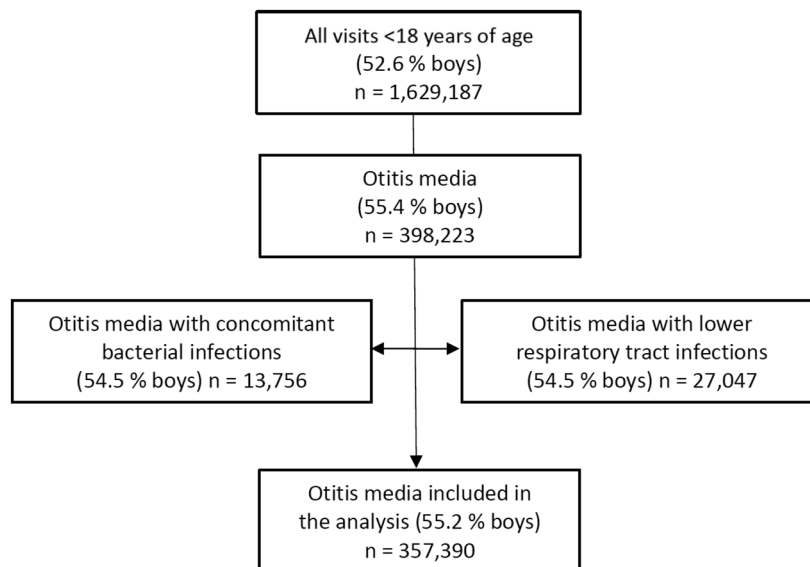 All visits <18 years of age
(52.6 % boys)
n = 1,629,187
Otitis media
(55.4 % boys)
n = 398,223
Otitis media with concomitant
bacterial infections
(54.5 % boys) n = 13,756
Otitis media with lower
respiratory tract infections
(54.5 % boys) n = 27,047
Otitis media included in
the analysis (55.2 % boys)
n = 357,390